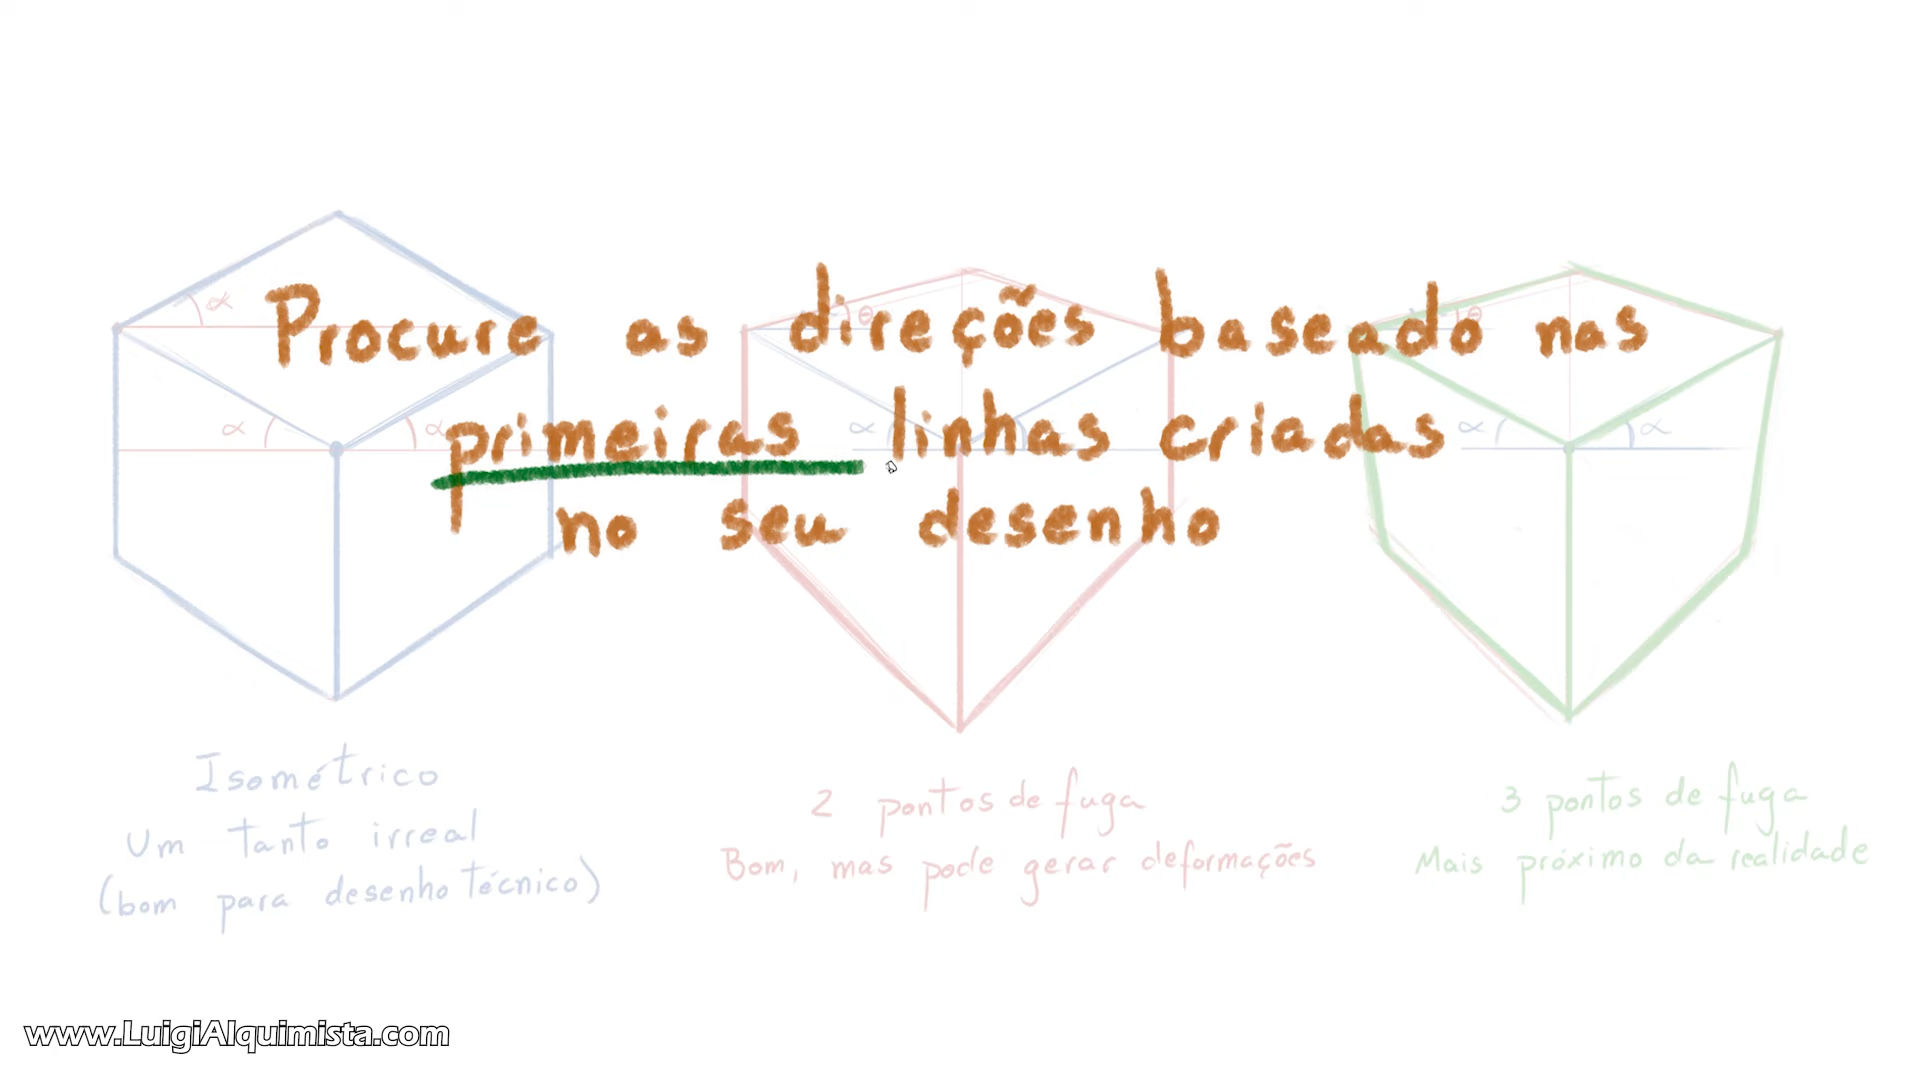 Procure as direções baseado nas
primeiras linhas criadas
no seu desenho
α
θ
θ
α
α
α
α
α
Isométrico
Um tanto irreal
(bom para desenho técnico)
2 pontos de fuga
Bom, mas pode gerar deformações
3 pontos de fuga
Mais próximo da realidade
www.LuigiAlquimista.com